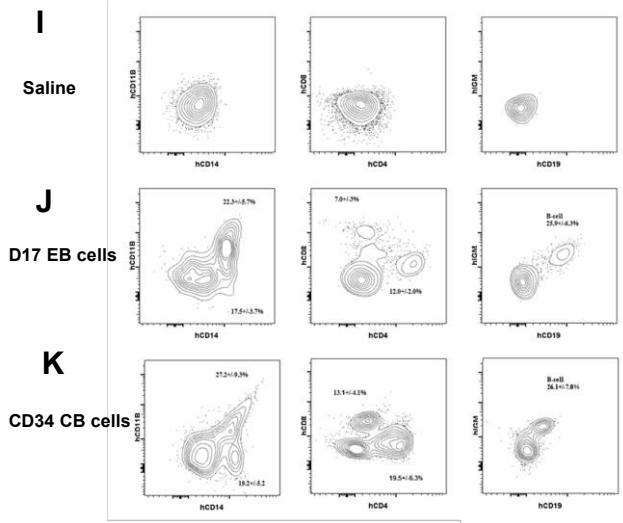 I
Saline
hCD11B
hCD14
hCD8
hCD4
hIGM
hCD19
J
D17 EB cells
22.3+/-5.7%
17.5+/-3.7%
hCD11B
hCD14
7.0+/-3%
12.0+/-2.0%
hCD8
hCD4
B-cell
25.9+/-6.3%
hIGM
hCD19
K
CD34 CB cells
27.2+/-9.3%
19.2+/-5.2
hCD11B
hCD14
13.1+/-4.1%
19.5+/-6.3%
hCD8
hCD4
B-cell
26.1+/-7.0%
hIGM
hCD19